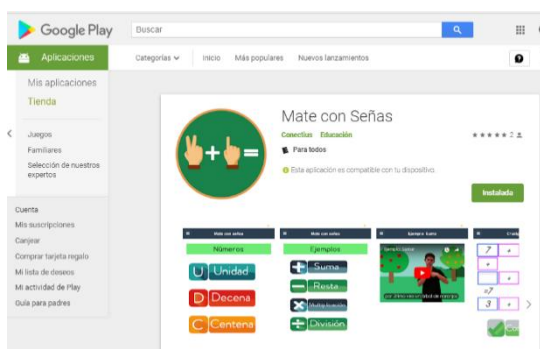 Google Play
Buscar
Aplicaciones
Categorías
Inicio
Más populares
Nuevos lanzamientos
Mis aplicaciones
Tienda
Juegos
Familiares
Selección de nuestros
expertos
Cuenta
Mis suscripciones
Canjear
Comprar tarjeta regalo
Mi lista de deseos
Mi actividad de Play
Guía para padres
Mate con Señas
Conectius Educación
2
Para todos
Esta aplicación es compatible con tu dispositivo.
Instalada
Mate con señas
Números
U Unidad
D Decena
C Centena
Mate con señas
Ejemplos
Suma
Resta
Multiplicación
División
Ejemplo Suma
7 +
+
+7
3 +